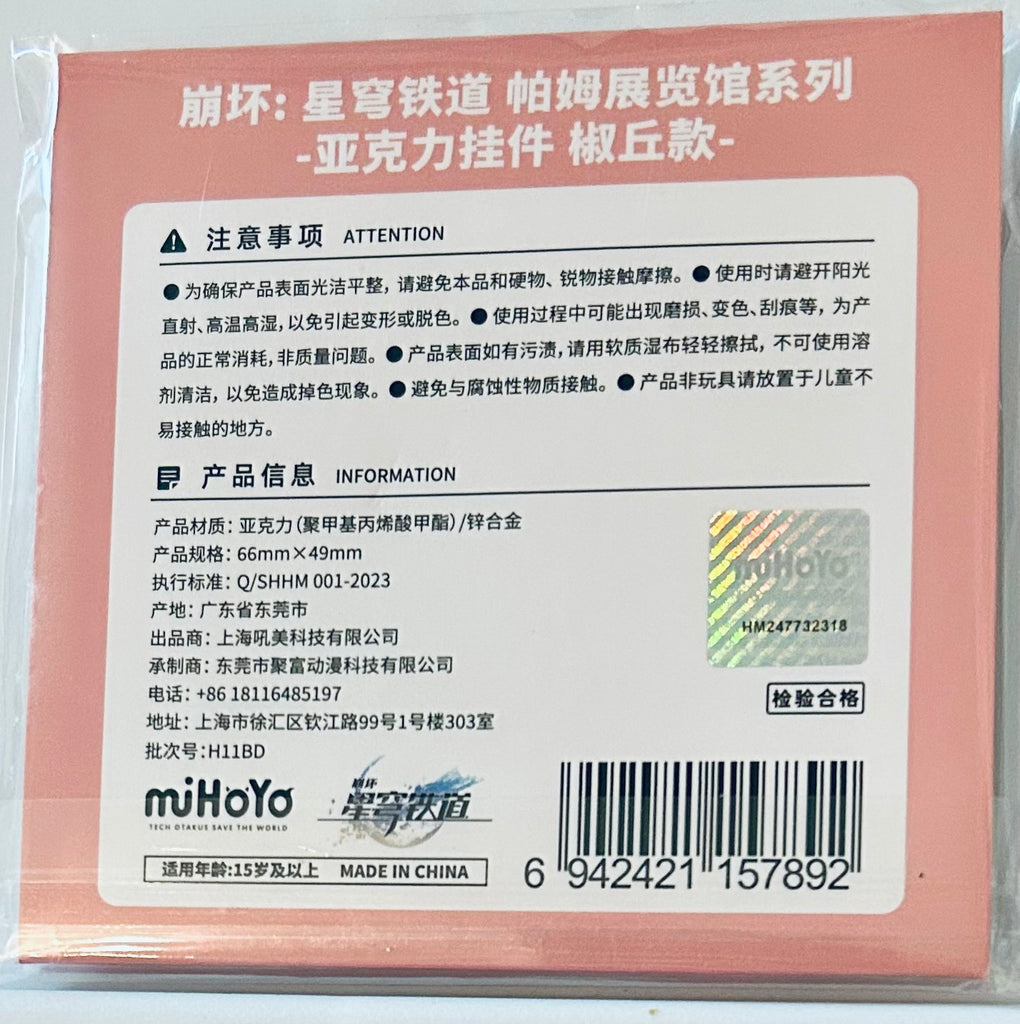 崩坏：星穹铁道 帕姆展览馆系列
-亚克力挂件 椒丘款-
注意事项 ATTENTION
●为确保产品表面光洁平整，请避免本品和硬物、锐物接触摩擦。●使用时请避开阳光
直射、高温高湿，以免引起变形或脱色。●使用过程中可能出现磨损、变色、刮痕等，为产
品的正常消耗，非质量问题。●产品表面如有污渍，请用软质湿布轻轻擦拭，不可使用溶
剂清洁，以免造成掉色现象。●避免与腐蚀性物质接触。●产品非玩具请放置于儿童不
易接触的地方。
产品信息 INFORMATION
产品材质：亚克力（聚甲基丙烯酸甲酯）/锌合金
产品规格：66mm×49mm
执行标准：Q/SHHM 001-2023
产地：广东省东莞市
出品商：上海吼美科技有限公司
承制商：东莞市聚富动漫科技有限公司
电话：+86 18116485197
地址：上海市徐汇区钦江路99号1号楼303室
批次号：H11BD
miHoYo
HM247732318
检验合格
miHoYo
TECH OTAKUS SAVE THE WORLD
崩坏
星穹铁道
适用年龄：15岁及以上 MADE IN CHINA
6 942421 157892